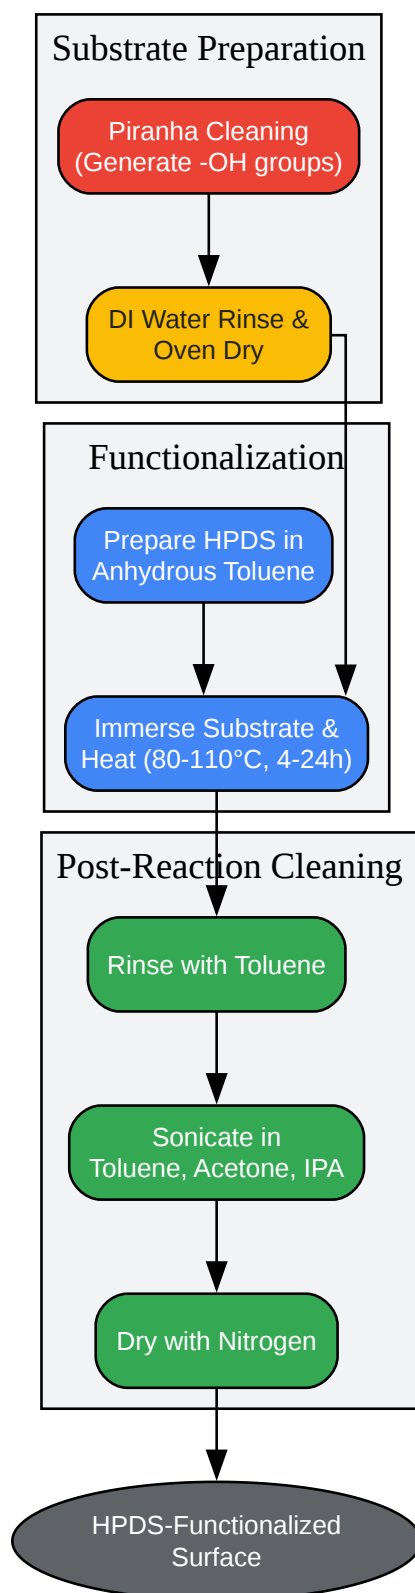 Substrate Preparation
Piranha Cleaning
(Generate -OH groups)
DI Water Rinse &
Oven Dry
Functionalization
Prepare HPDS in
Anhydrous Toluene
Immerse Substrate &
Heat (80-110°C, 4-24h)
Post-Reaction Cleaning
Rinse with Toluene
Sonicate in
Toluene, Acetone, IPA
Dry with Nitrogen
HPDS-Functionalized
Surface